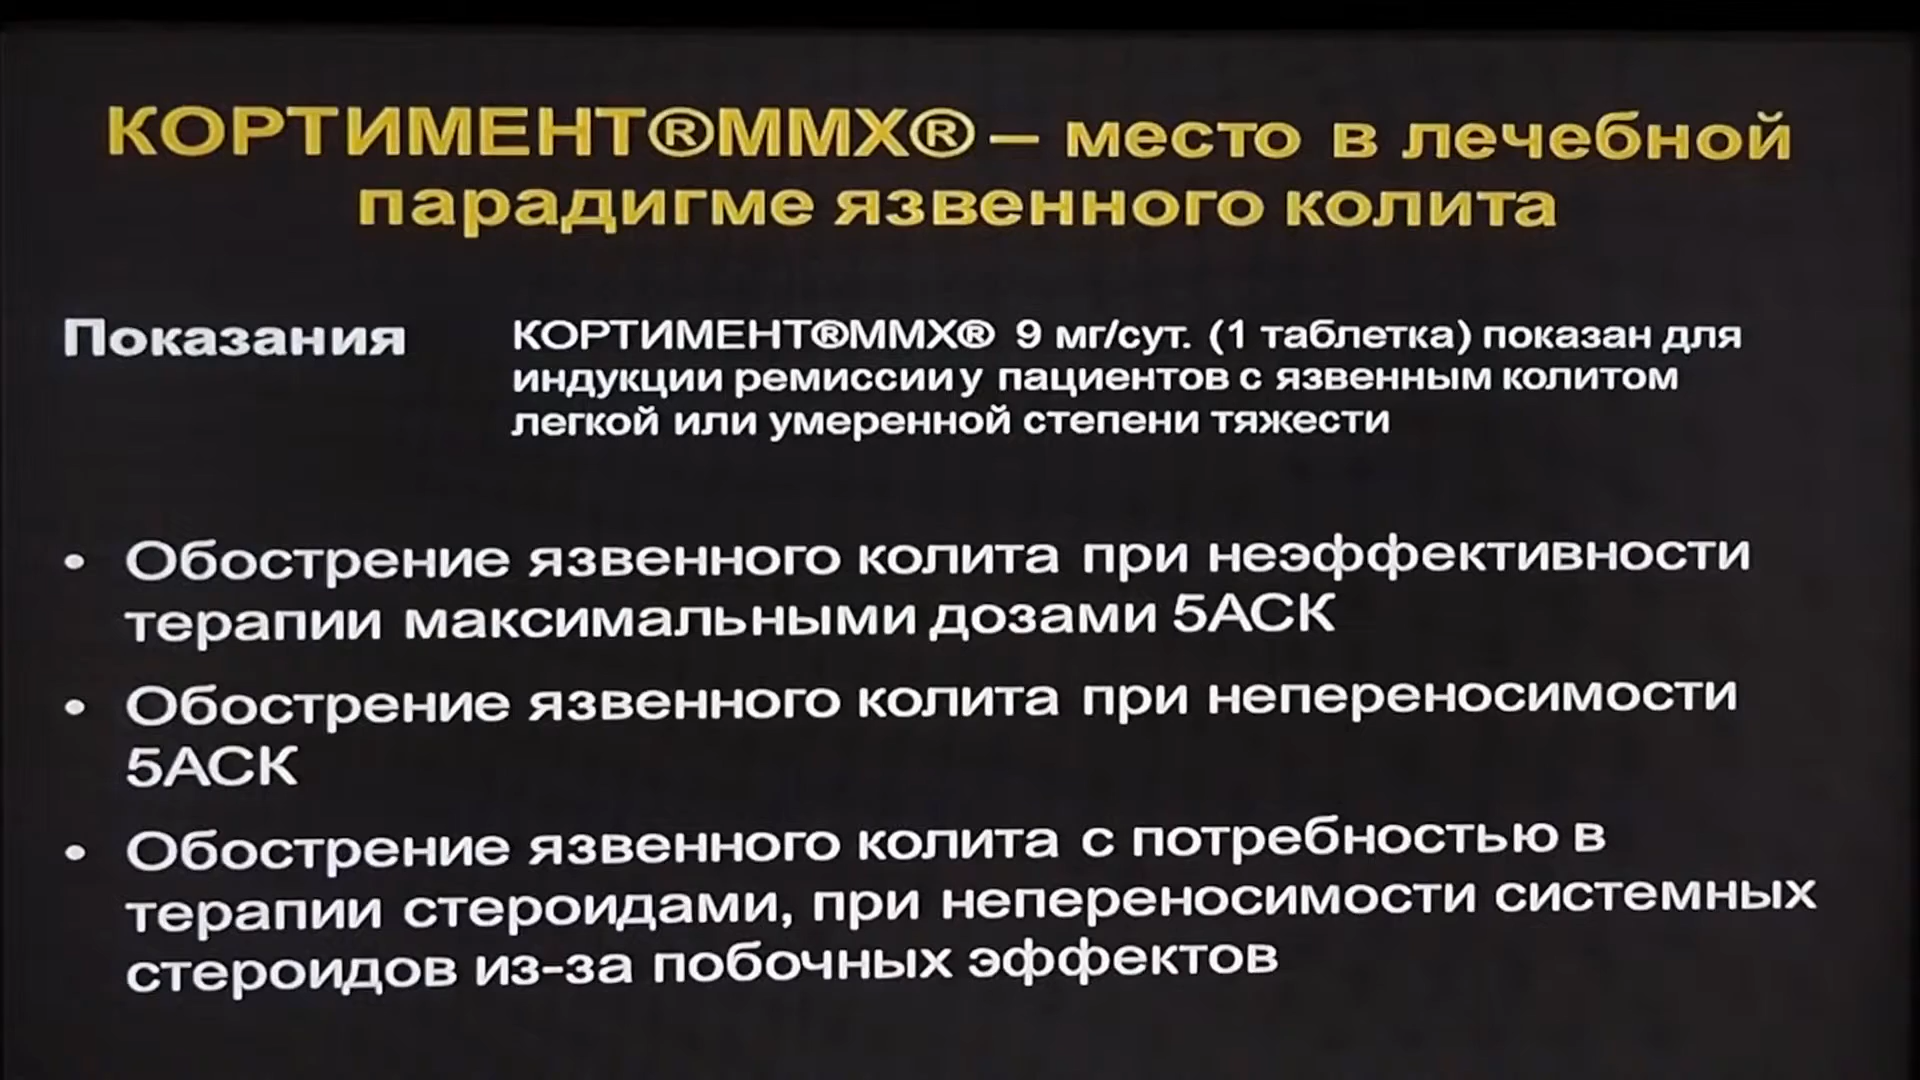 КОРТИМЕНТ®ММХ® – место в лечебной
парадигме язвенного колита
Показания
КОРТИМЕНТ®ММХ® 9 мг/сут. (1 таблетка) показан для
индукции ремиссии у пациентов с язвенным колитом
легкой или умеренной степени тяжести
• Обострение язвенного колита при неэффективности
терапии максимальными дозами 5АСК
• Обострение язвенного колита при непереносимости
5АСК
• Обострение язвенного колита с потребностью в
терапии стероидами, при непереносимости системных
стероидов из-за побочных эффектов